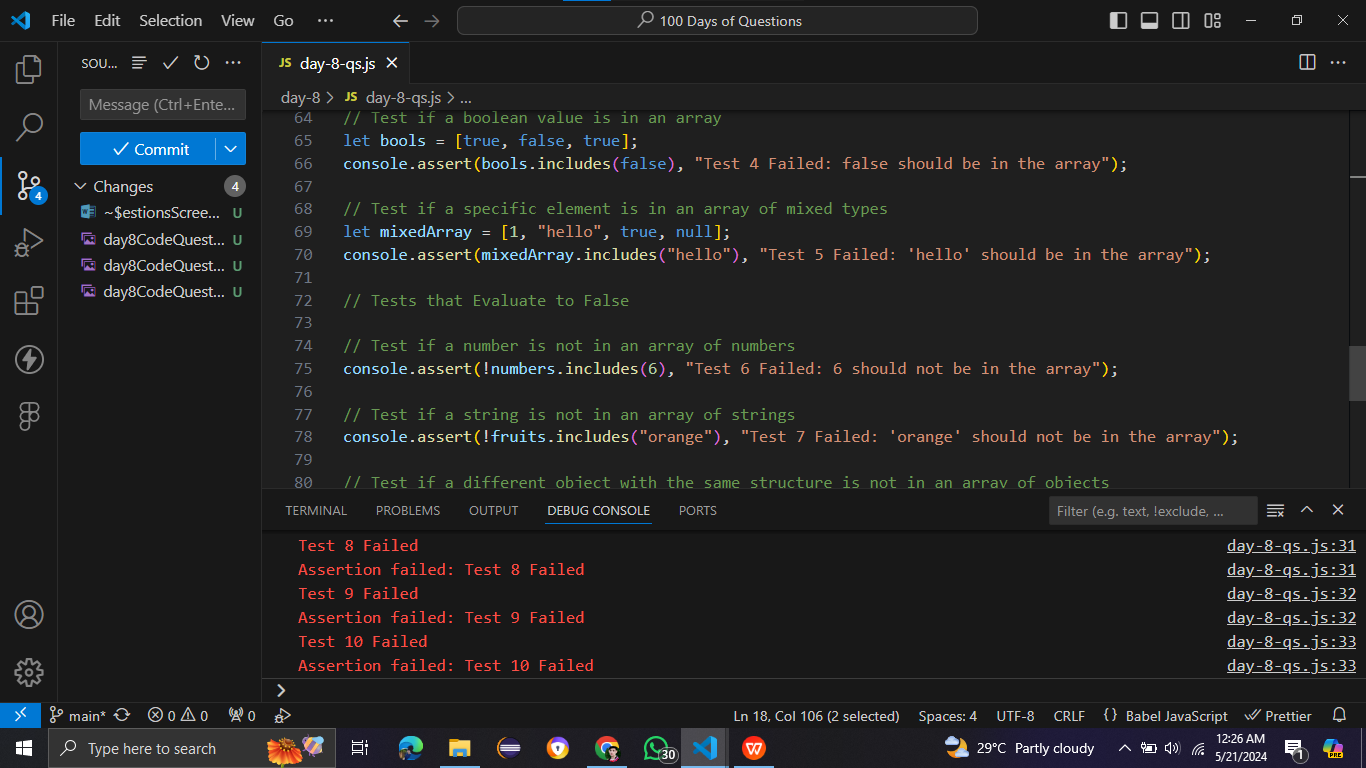 File Edit Selection View Go ··· 100 Days of Questions
SOU... JS day-8-qs.js
day-8 > JS day-8-qs.js > ...
Message (Ctrl+Ente...
Commit
Changes 4
~$estionsScree... U
day8CodeQuest... U
day8CodeQuest... U
day8CodeQuest... U
4
64 // Test if a boolean value is in an array
65 let bools = [true, false, true];
66 console.assert(bools.includes(false), "Test 4 Failed: false should be in the array");
67
68 // Test if a specific element is in an array of mixed types
69 let mixedArray = [1, "hello", true, null];
70 console.assert(mixedArray.includes("hello"), "Test 5 Failed: 'hello' should be in the array");
71
72 // Tests that Evaluate to False
73
74 // Test if a number is not in an array of numbers
75 console.assert(!numbers.includes(6), "Test 6 Failed: 6 should not be in the array");
76
77 // Test if a string is not in an array of strings
78 console.assert(!fruits.includes("orange"), "Test 7 Failed: 'orange' should not be in the array");
79
80 // Test if a different object with the same structure is not in an array of objects
TERMINAL PROBLEMS OUTPUT DEBUG CONSOLE PORTS Filter (e.g. text, !exclude, ...
Test 8 Failed day-8-qs.js:31
Assertion failed: Test 8 Failed day-8-qs.js:31
Test 9 Failed day-8-qs.js:32
Assertion failed: Test 9 Failed day-8-qs.js:32
Test 10 Failed day-8-qs.js:33
Assertion failed: Test 10 Failed day-8-qs.js:33
>
main* 0 0 0 Ln 18, Col 106 (2 selected) Spaces: 4 UTF-8 CRLF {} Babel JavaScript Prettier
Type here to search 30 29°C Partly cloudy 12:26 AM
5/21/2024 1 PRE